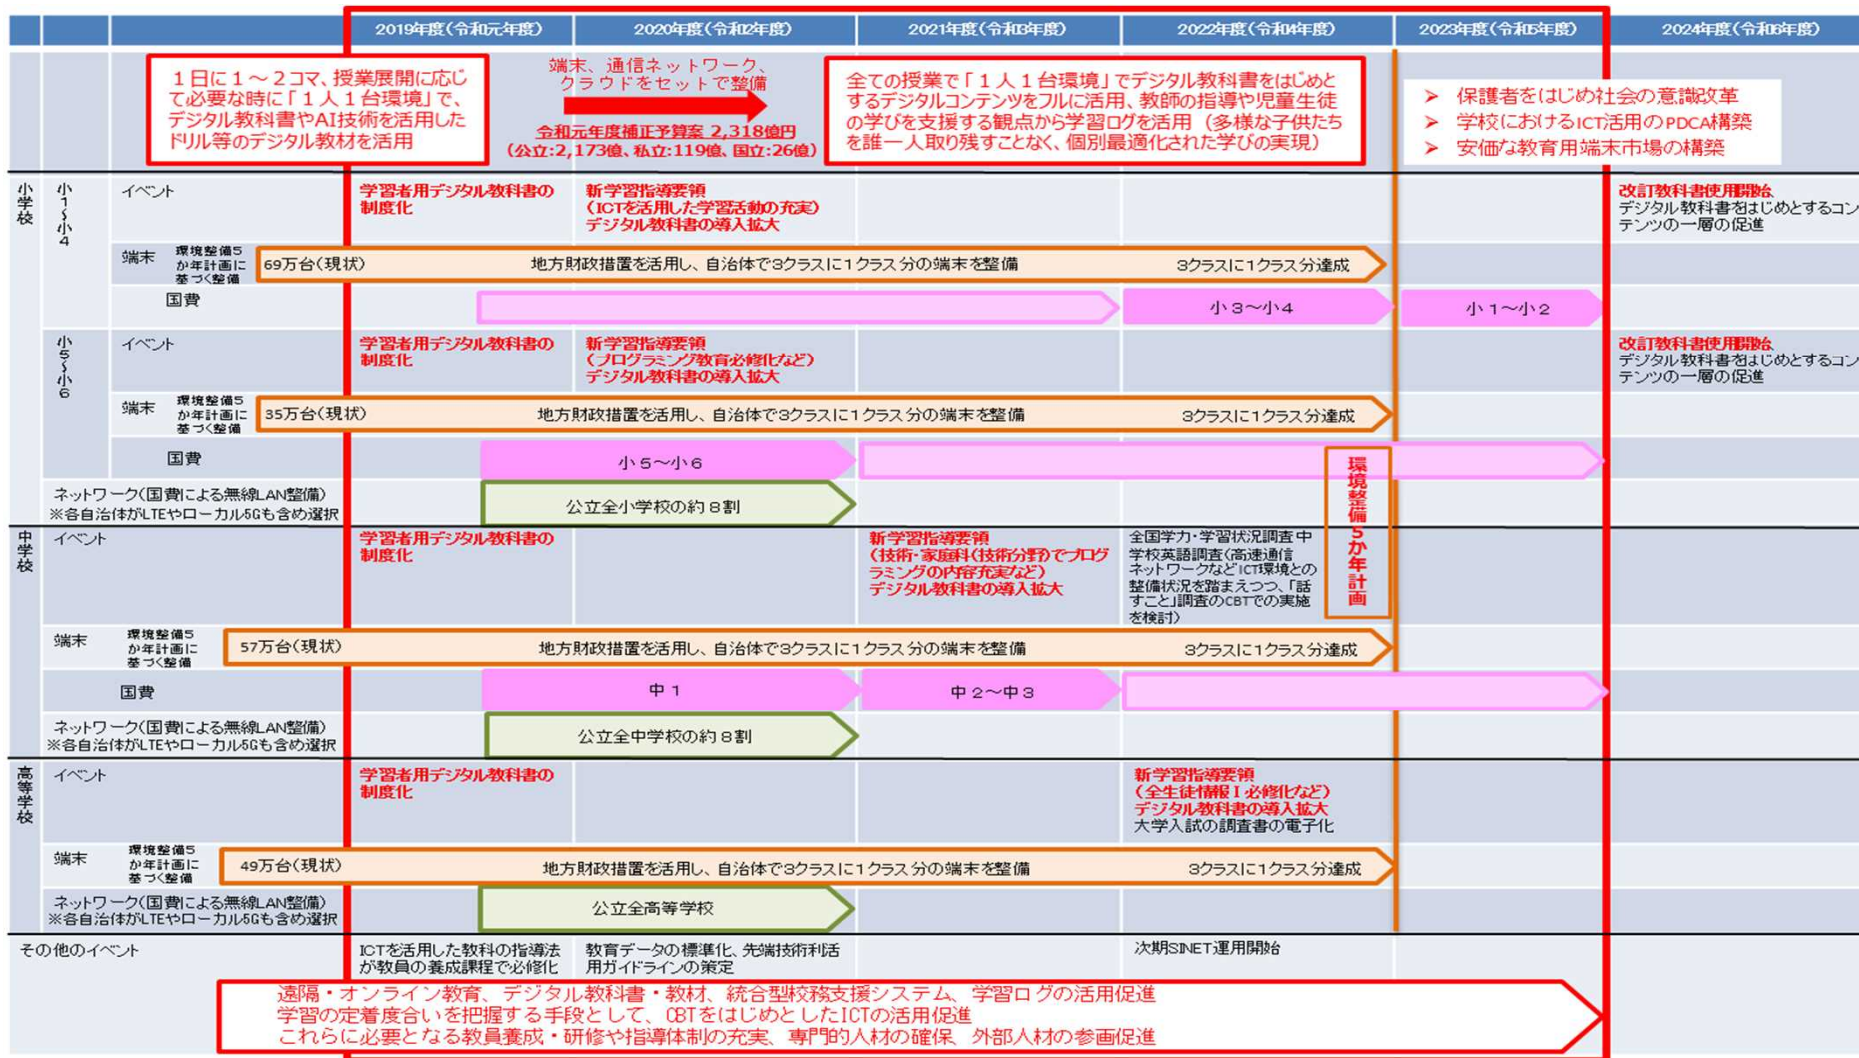 2019年度(令和元年度)
2020年度(令和2年度)
2021年度(令和3年度)
2022年度(令和4年度)
2023年度(令和5年度)
2024年度(令和6年度)
1日に1～2コマ、授業展開に応じ
て必要な時に「1人1台環境」で、
デジタル教科書やAI技術を活用した
ドリル等のデジタル教材を活用
端末、通信ネットワーク、
クラウドをセットで整備
令和元年度補正予算案 2,318億円
(公立:2,173億、私立:119億、国立:26億)
全ての授業で「1人1台環境」でデジタル教科書をはじめと
するデジタルコンテンツをフルに活用、教師の指導や児童生徒
の学びを支援する観点から学習ログを活用（多様な子供たち
を誰一人取り残すことなく、個別最適化された学びの実現）
➢ 保護者をはじめ社会の意識改革
➢ 学校におけるICT活用のPDCA構築
➢ 安価な教育用端末市場の構築
小学校
小1～小4
イベント
学習者用デジタル教科書の
制度化
新学習指導要領
(ICTを活用した学習活動の充実)
デジタル教科書の導入拡大
改訂教科書使用開始、
デジタル教科書をはじめとするコン
テンツの一層の促進
端末
環境整備5
か年計画に
基づく整備
69万台(現状)
地方財政措置を活用し、自治体で3クラスに1クラス分の端末を整備
3クラスに1クラス分達成
国費
小3～小4
小1～小2
小5～小6
イベント
学習者用デジタル教科書の
制度化
新学習指導要領
(プログラミング教育必修化など)
デジタル教科書の導入拡大
改訂教科書使用開始、
デジタル教科書をはじめとするコン
テンツの一層の促進
端末
環境整備5
か年計画に
基づく整備
35万台(現状)
地方財政措置を活用し、自治体で3クラスに1クラス分の端末を整備
3クラスに1クラス分達成
国費
小5～小6
環境整備5か年計画
ネットワーク(国費による無線LAN整備)
※各自治体がLTEやローカル5Gも含め選択
公立全小学校の約8割
中学校
イベント
学習者用デジタル教科書の
制度化
新学習指導要領
(技術・家庭科(技術分野)でプログ
ラミングの内容充実など)
デジタル教科書の導入拡大
全国学力・学習状況調査 中
学校英語調査(高速通信
ネットワークなどICT環境との
整備状況を踏まえつつ、「話
すこと」調査のCBTでの実施
を検討)
端末
環境整備5
か年計画に
基づく整備
57万台(現状)
地方財政措置を活用し、自治体で3クラスに1クラス分の端末を整備
3クラスに1クラス分達成
国費
中1
中2～中3
ネットワーク(国費による無線LAN整備)
※各自治体がLTEやローカル5Gも含め選択
公立全中学校の約8割
高等学校
イベント
学習者用デジタル教科書の
制度化
新学習指導要領
(全生徒情報Ⅰ必修化など)
デジタル教科書の導入拡大
大学入試の調査書の電子化
端末
環境整備5
か年計画に
基づく整備
49万台(現状)
地方財政措置を活用し、自治体で3クラスに1クラス分の端末を整備
3クラスに1クラス分達成
ネットワーク(国費による無線LAN整備)
※各自治体がLTEやローカル5Gも含め選択
公立全高等学校
その他のイベント
ICTを活用した教科の指導法
が教員の養成課程で必修化
教育データの標準化、先端技術利活
用ガイドラインの策定
次期SINET運用開始
遠隔・オンライン教育、デジタル教科書・教材、統合型校務支援システム、学習ログの活用促進
学習の定着度合いを把握する手段として、CBTをはじめとしたICTの活用促進
これらに必要となる教員養成・研修や指導体制の充実、専門的人材の確保、外部人材の参画促進